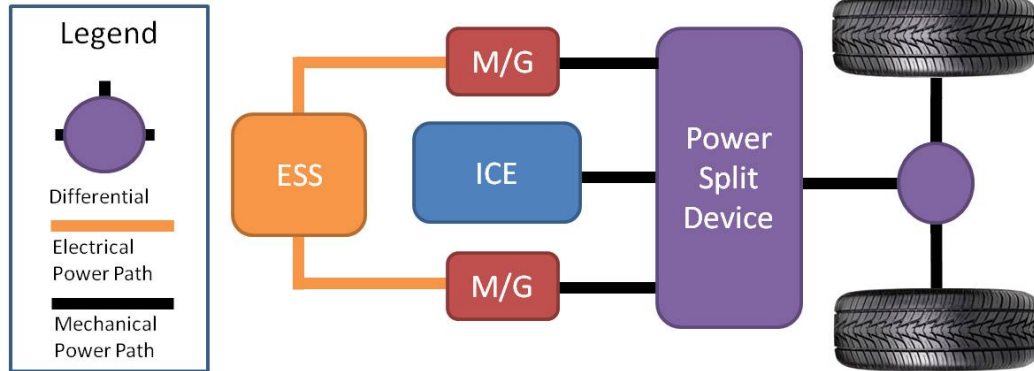 Legend
Differential
Electrical
Power Path
Mechanical
Power Path
M/G
ESS
ICE
M/G
Power
Split
Device